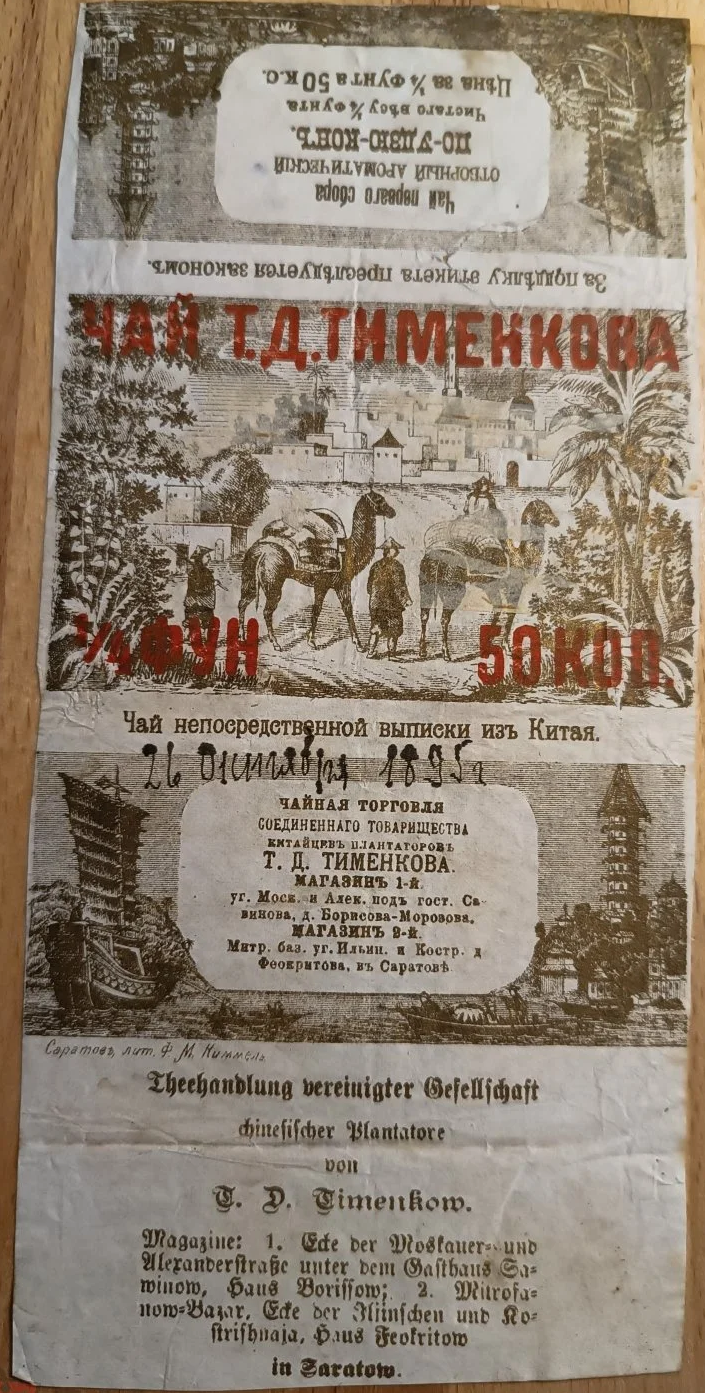 Чай перваго сбора
ОТБОРНЫЙ АРОМАТИЧЕСКІЙ
ПО-УДЗЮ-КОНЪ.
Чистаго вѣсу ¼ фунта
Цѣна за ¼ фунта 50 к.с.
За поддѣлку этикета преслѣдуется закономъ.
ЧАЙ Т.Д.ТИМЕНКОВА
¼ ФУН 50 КОП.
Чай непосредственной выписки изъ Китая.
26 Октября 1895 г
ЧАЙНАЯ ТОРГОВЛЯ
СОЕДИНЕННАГО ТОВАРИЩЕСТВА
КИТАЙЦЕВЪ ПЛАНТАТОРОВЪ
Т. Д. ТИМЕНКОВА.
МАГАЗИНЪ 1-й.
уг. Моск. и Алек. подъ гост. Са-
винова, д. Борисова-Морозова.
МАГАЗИНЪ 2-й.
Митр. баз. уг. Ильин. и Костр. д
Феокритова, въ Саратовѣ
Саратовъ, лит. Ф. М. Киммель
Theehandlung vereinigter Gesellschaft
chinesischer Plantatore
von
T. D. Timenkow.
Magazine: 1. Ecke der Moskauer- und
Alexanderstraße unter dem Gasthaus Sa-
winow, Haus Borissow; 2. Mitrofa-
now-Bazar, Ecke der Iliinschen und Ko-
strishnaja, Haus Feokritow
in Saratow.